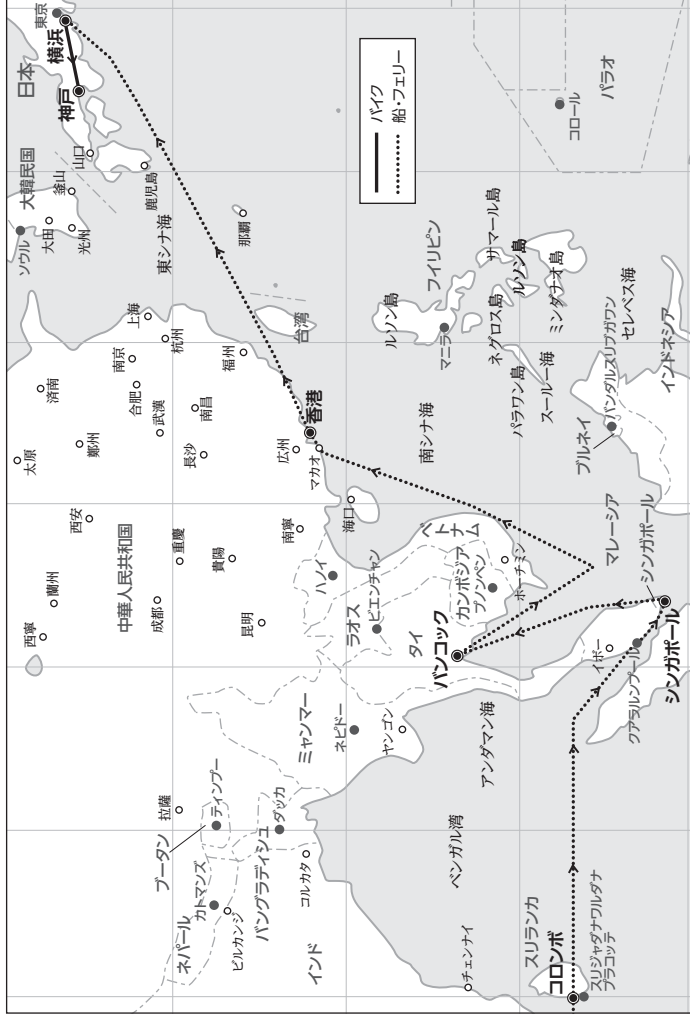 東京
横浜
日本
神戸
大韓民国
山口
釜山
ソウル
大田
光州
鹿児島
東シナ海
那覇
バイク
船・フェリー
コロール
パラオ
上海
杭州
南京
済南
合肥
武漢
南昌
福州
台湾
太原
鄭州
長沙
広州
香港
マカオ
西安
重慶
貴陽
南寧
海口
蘭州
西寧
中華人民共和国
成都
昆明
ハノイ
ラオス
ビエンチャン
ベトナム
カンボジア
プノンペン
ホーチミン
タイ
バンコック
南シナ海
ルソン島
フィリピン
マニラ
サマール島
ルソン島
ネグロス島
ミンダナオ島
パラワン島
スールー海
セレベス海
バンダルスリブガワン
ブルネイ
インドネシア
マレーシア
シンガポール
シンガポール
イポー
クアラルンプール
ミャンマー
ネピドー
ヤンゴン
アンダマン海
拉薩
ブータン
ティンプー
ネパール
カトマンズ
ビルカンジ
バングラディシュ
ダッカ
コルカタ
インド
ベンガル湾
チェンナイ
スリランカ
コロンボ
スリジャダナワルダナ
プラコッテ